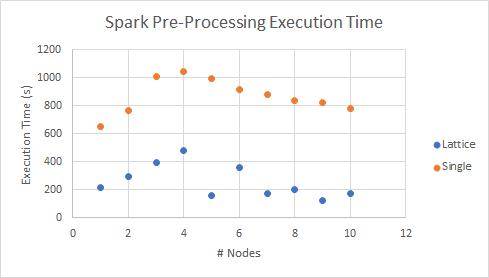 Spark Pre-Processing Execution Time
1200
1000
800
600
400
200
0
Execution Time (s)
0 2 4 6 8 10 12
# Nodes
Lattice
Single